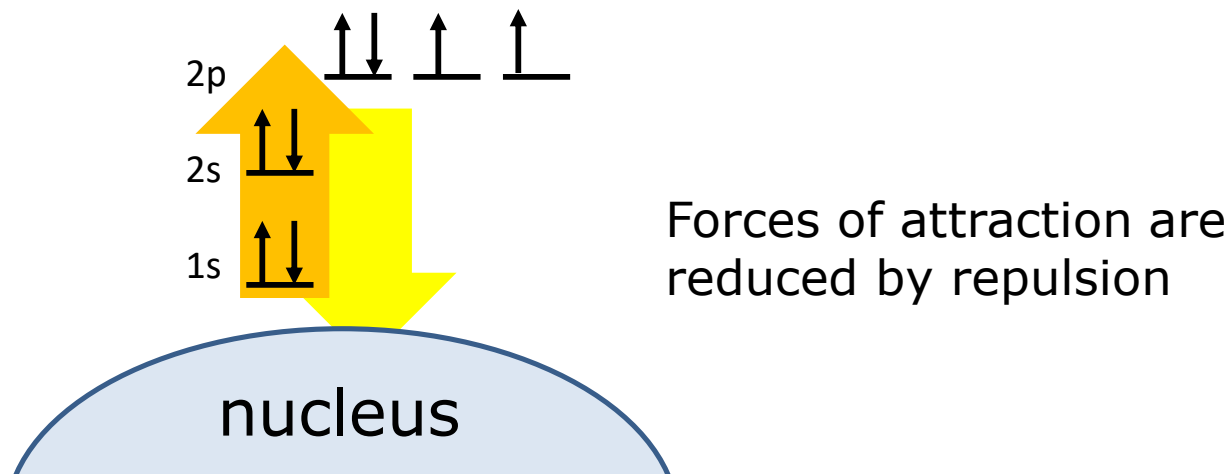 2p
2s
1s
Forces of attraction are
reduced by repulsion
nucleus